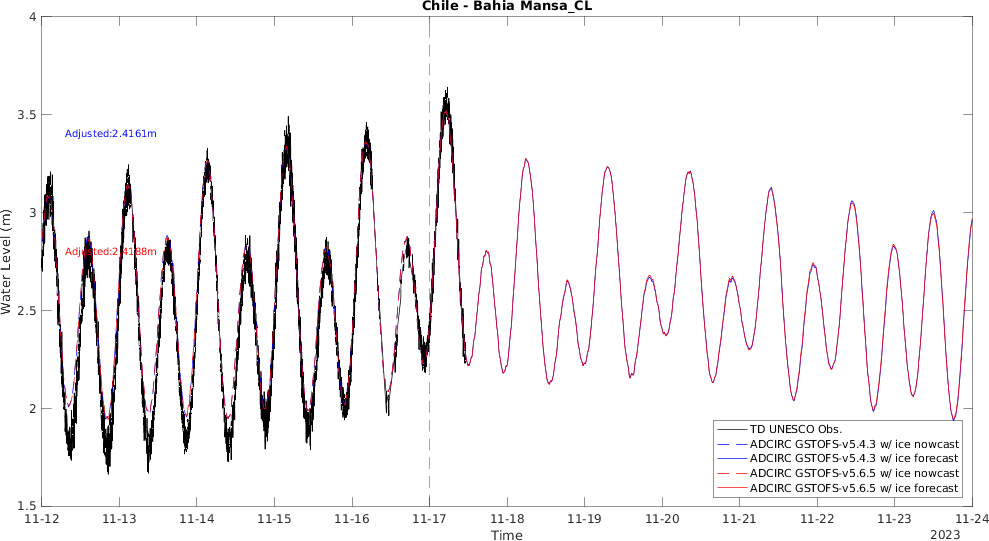 Chile - Bahia Mansa_CL
4
3.5
3
2.5
2
1.5
Water Level (m)
Adjusted:2.4161m
Adjusted:2.4188m
TD UNESCO Obs.
ADCIRC GSTOFS-v5.4.3 w/ ice nowcast
ADCIRC GSTOFS-v5.4.3 w/ ice forecast
ADCIRC GSTOFS-v5.6.5 w/ ice nowcast
ADCIRC GSTOFS-v5.6.5 w/ ice forecast
11-12 11-13 11-14 11-15 11-16 11-17 11-18 11-19 11-20 11-21 11-22 11-23 11-24
Time
2023